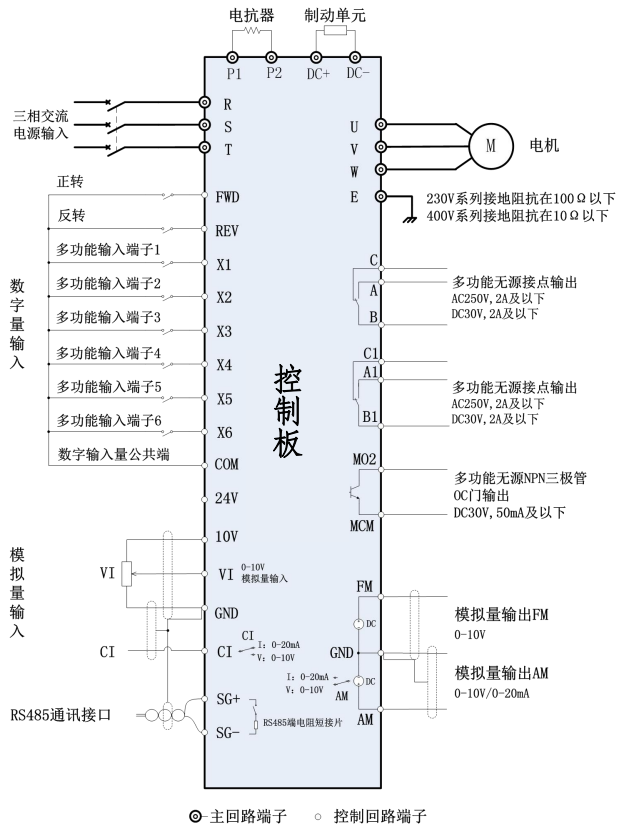 电抗器
制动单元
P1
P2
DC+
DC-
三相交流
电源输入
R
S
T
U
V
W
E
M
电机
230V系列接地阻抗在100Ω以下
400V系列接地阻抗在10Ω以下
数字量输入
正转
FWD
反转
REV
多功能输入端子1
X1
多功能输入端子2
X2
多功能输入端子3
X3
多功能输入端子4
X4
多功能输入端子5
X5
多功能输入端子6
X6
数字输入量公共端
COM
24V
控制板
C
A
B
多功能无源接点输出
AC250V,2A及以下
DC30V,2A及以下
C1
A1
B1
多功能无源接点输出
AC250V,2A及以下
DC30V,2A及以下
MO2
MCM
多功能无源NPN三极管
OC门输出
DC30V,50mA及以下
模拟量输入
10V
VI
VI
0-10V
模拟量输入
GND
CI
CI
CI
I: 0-20mA
V: 0-10V
FM
DC
GND
I: 0-20mA
V: 0-10V
AM
DC
AM
模拟量输出FM
0-10V
模拟量输出AM
0-10V/0-20mA
RS485通讯接口
SG+
SG-
RS485端电阻短接片
主回路端子
控制回路端子